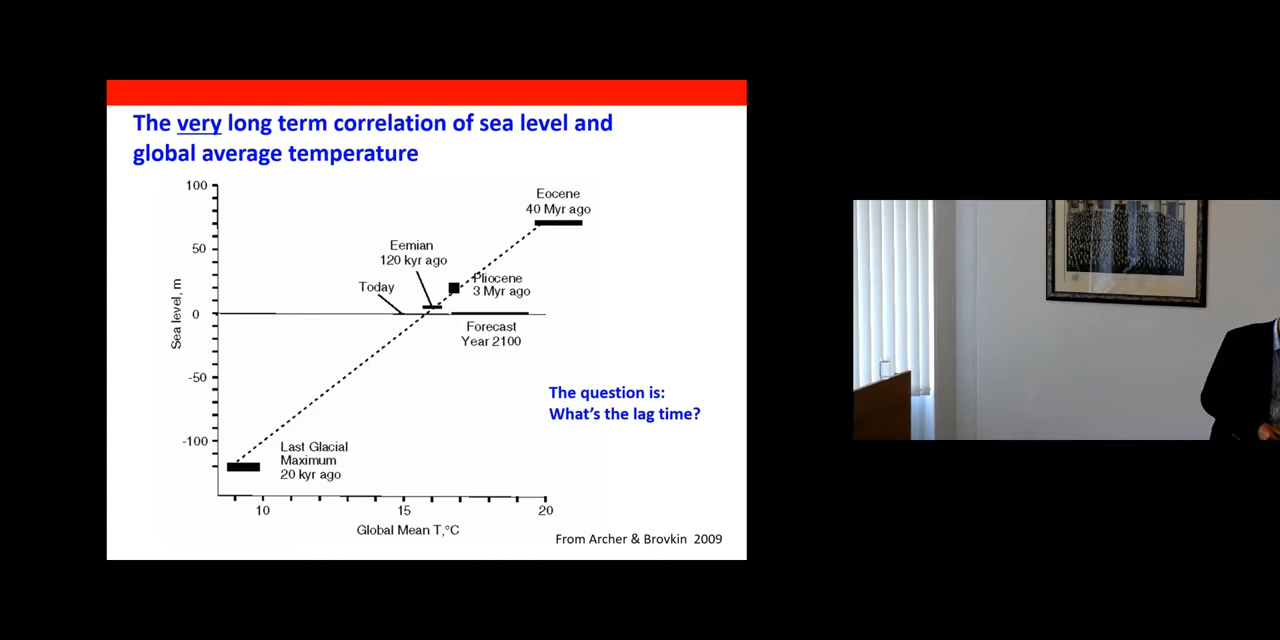 The very long term correlation of sea level and
global average temperature
100
50
0
-50
-100
Sea level, m
Eocene
40 Myr ago
Eemian
120 kyr ago
Today
Pliocene
3 Myr ago
Forecast
Year 2100
The question is:
What's the lag time?
Last Glacial
Maximum
20 kyr ago
10
15
20
Global Mean T,°C
From Archer & Brovkin 2009